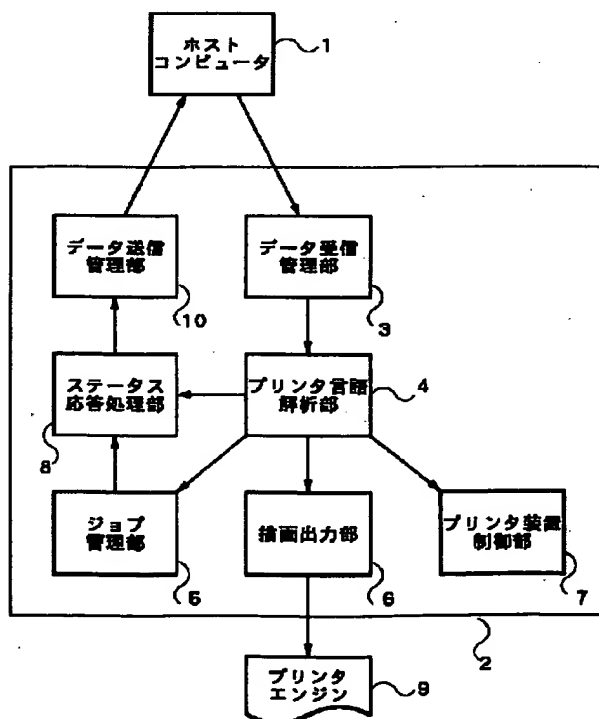 ホスト
コンピュータ
1
データ送信
管理部
10
データ受信
管理部
3
ステータス
応答処理部
8
プリンタ言語
解析部
4
ジョブ
管理部
5
描画出力部
6
プリンタ装置
制御部
7
2
プリンタ
エンジン
9